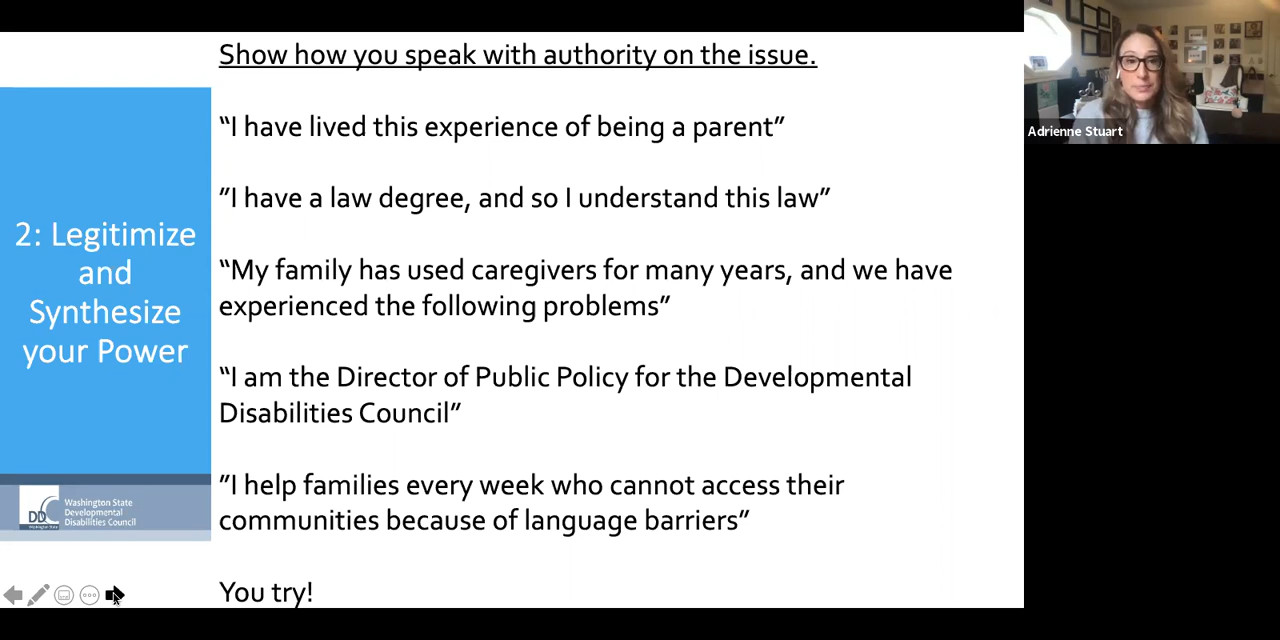 Show how you speak with authority on the issue.
“I have lived this experience of being a parent”
”I have a law degree, and so I understand this law”
“My family has used caregivers for many years, and we have
experienced the following problems”
“I am the Director of Public Policy for the Developmental
Disabilities Council”
”I help families every week who cannot access their
communities because of language barriers”
You try!
2: Legitimize
and
Synthesize
your Power
DDC
Washington State
Developmental
Disabilities Council
Adrienne Stuart